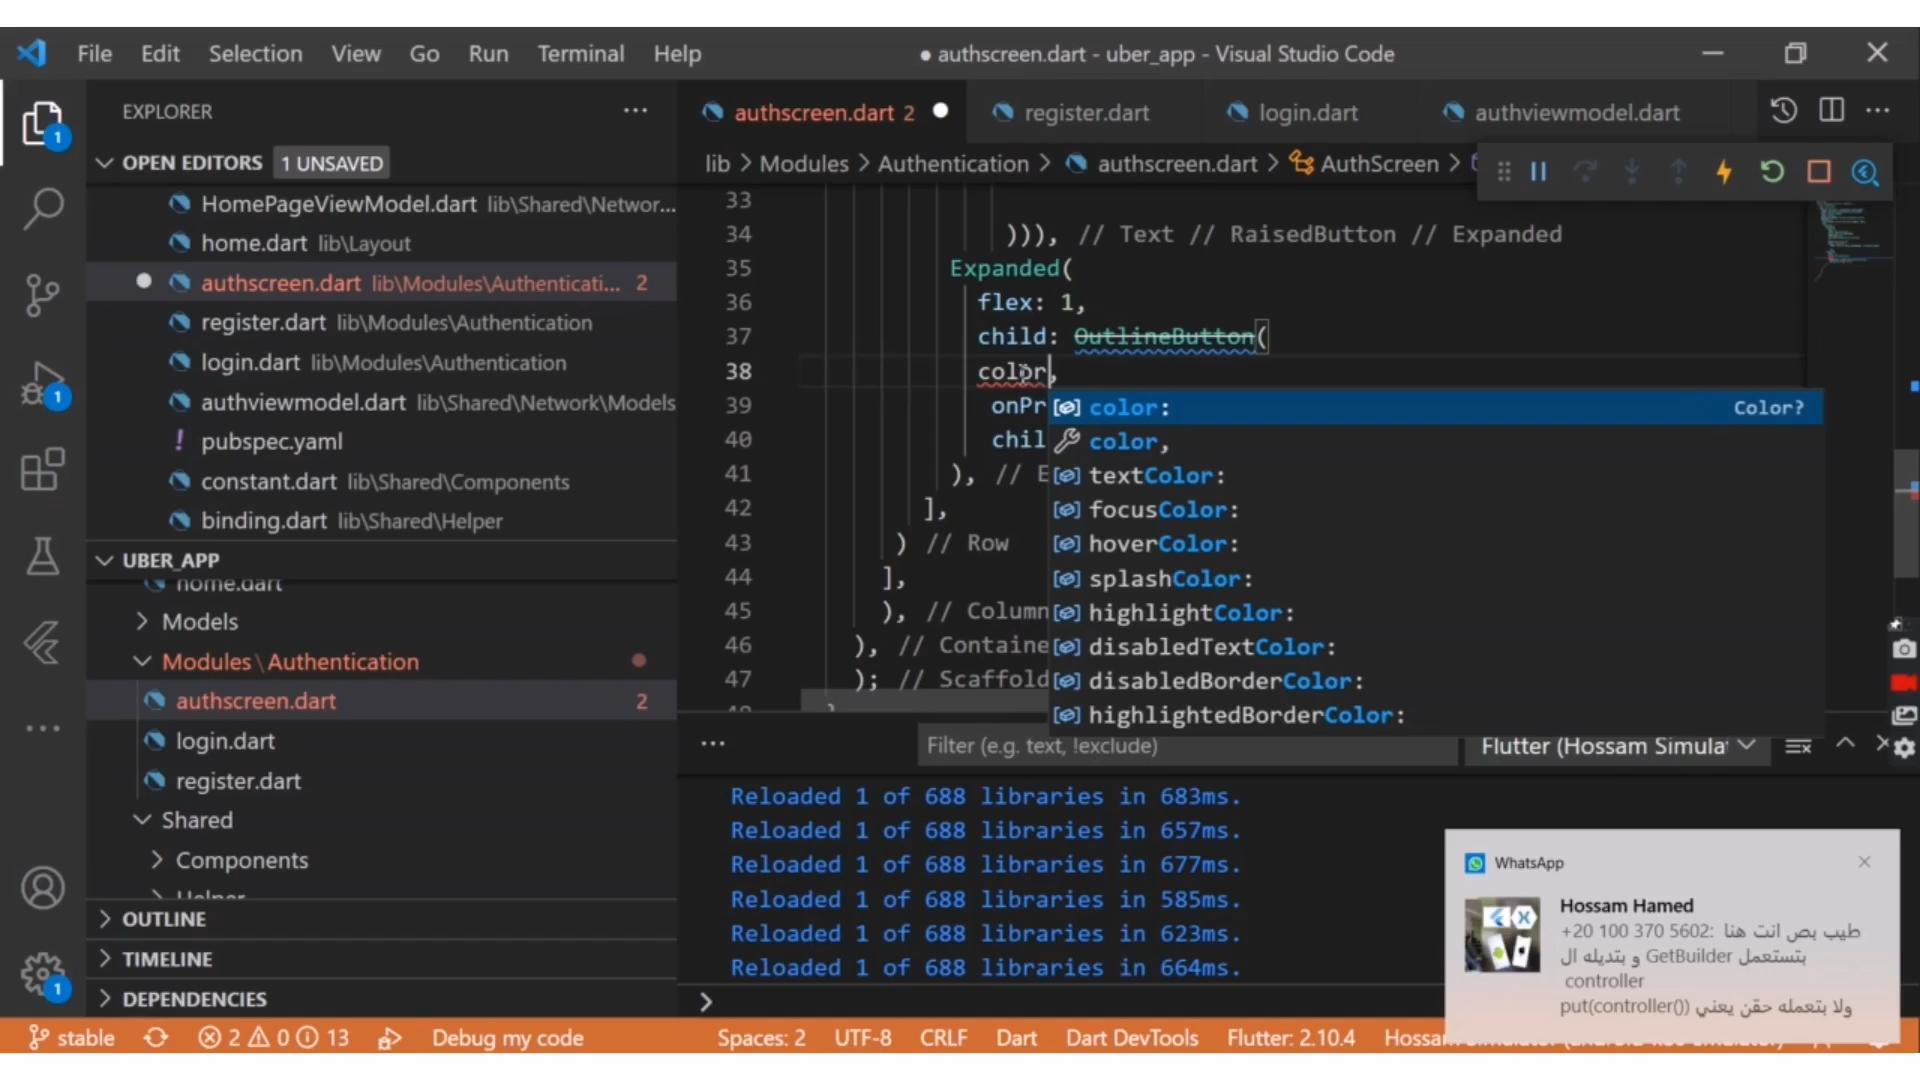 File Edit Selection View Go Run Terminal Help
● authscreen.dart - uber_app - Visual Studio Code
EXPLORER
OPEN EDITORS 1 UNSAVED
HomePageViewModel.dart lib\Shared\Networ...
home.dart lib\Layout
authscreen.dart lib\Modules\Authenticati... 2
register.dart lib\Modules\Authentication
login.dart lib\Modules\Authentication
authviewmodel.dart lib\Shared\Network\Models
! pubspec.yaml
constant.dart lib\Shared\Components
binding.dart lib\Shared\Helper
UBER_APP
home.dart
Models
Modules \ Authentication
authscreen.dart 2
login.dart
register.dart
Shared
Components
Helper
OUTLINE
TIMELINE
DEPENDENCIES
1
1
1
authscreen.dart 2
register.dart
login.dart
authviewmodel.dart
lib > Modules > Authentication > authscreen.dart > AuthScreen >
33
34 ))), // Text // RaisedButton // Expanded
35 Expanded(
36 flex: 1,
37 child: OutlineButton(
38 color,
39 onPr
40 chil
41 ), // E
42 ],
43 ) // Row
44 ],
45 ), // Column
46 ), // Containe
47 ); // Scaffold
color: Color?
color,
textColor:
focusColor:
hoverColor:
splashColor:
highlightColor:
disabledTextColor:
disabledBorderColor:
highlightedBorderColor:
Filter (e.g. text, !exclude)
Flutter (Hossam Simula
Reloaded 1 of 688 libraries in 683ms.
Reloaded 1 of 688 libraries in 657ms.
Reloaded 1 of 688 libraries in 677ms.
Reloaded 1 of 688 libraries in 585ms.
Reloaded 1 of 688 libraries in 623ms.
Reloaded 1 of 688 libraries in 664ms.
WhatsApp
Hossam Hamed
+20 100 370 5602: طيب بص انت هنا
بتستعمل GetBuilder و بتديله ال
controller
ولا بتعمله حقن يعني put(controller())
stable 2 0 13 Debug my code Spaces: 2 UTF-8 CRLF Dart Dart DevTools Flutter: 2.10.4